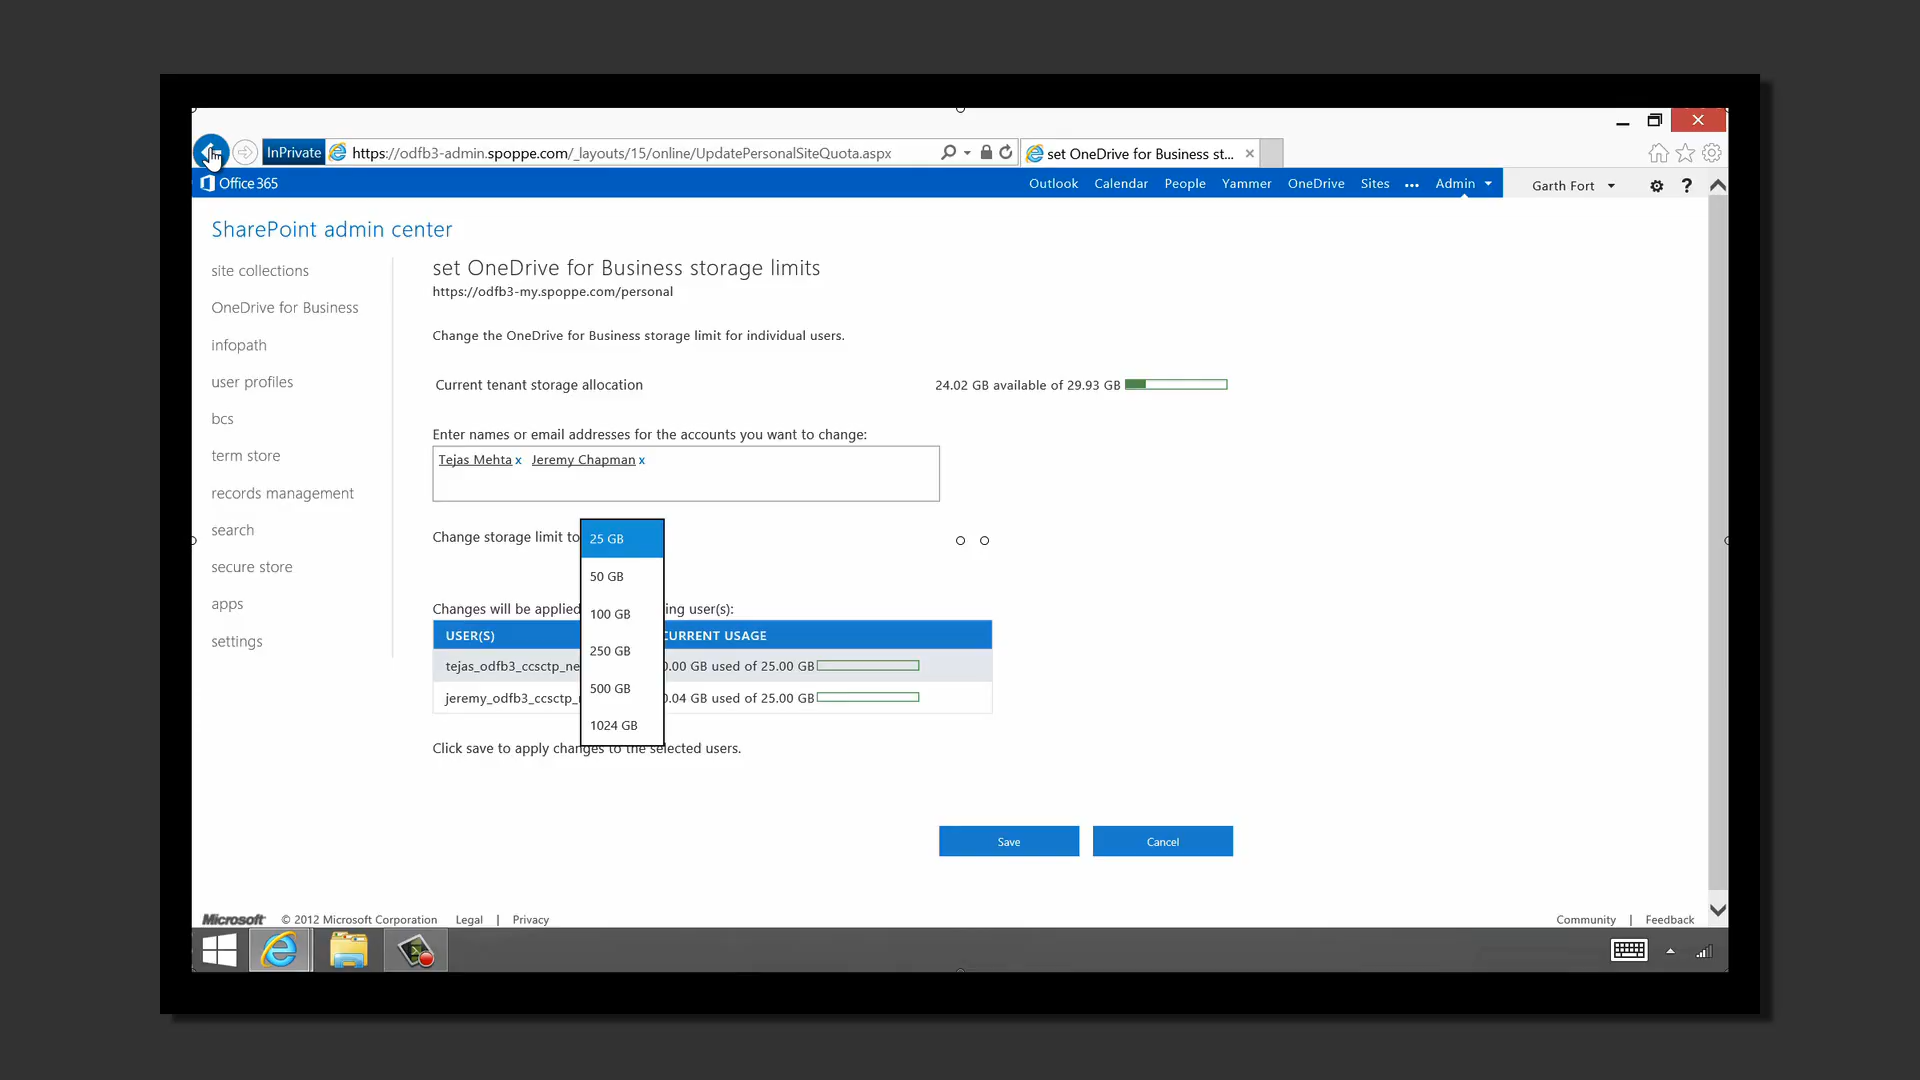 InPrivate https://odfb3-admin.spoppe.com/_layouts/15/online/UpdatePersonalSiteQuota.aspx set OneDrive for Business st...
Office 365 Outlook Calendar People Yammer OneDrive Sites ... Admin Garth Fort ?
SharePoint admin center
site collections
OneDrive for Business
infopath
user profiles
bcs
term store
records management
search
secure store
apps
settings
set OneDrive for Business storage limits
https://odfb3-my.spoppe.com/personal
Change the OneDrive for Business storage limit for individual users.
Current tenant storage allocation 24.02 GB available of 29.93 GB
Enter names or email addresses for the accounts you want to change:
Tejas Mehta x Jeremy Chapman x
Change storage limit to
25 GB
50 GB
100 GB
250 GB
500 GB
1024 GB
Changes will be applied ing user(s):
USER(S) CURRENT USAGE
tejas_odfb3_ccsctp_ne 0.00 GB used of 25.00 GB
jeremy_odfb3_ccsctp_ 0.04 GB used of 25.00 GB
Click save to apply changes to the selected users.
Save Cancel
Microsoft © 2012 Microsoft Corporation Legal | Privacy Community | Feedback